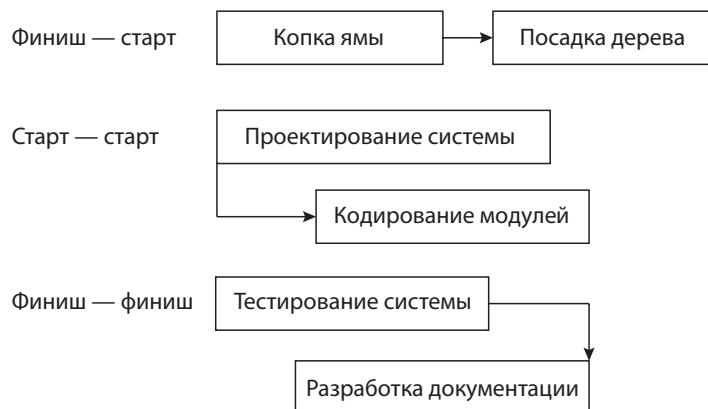 Финиш — старт
Копка ямы
Посадка дерева
Старт — старт
Проектирование системы
Кодирование модулей
Финиш — финиш
Тестирование системы
Разработка документации